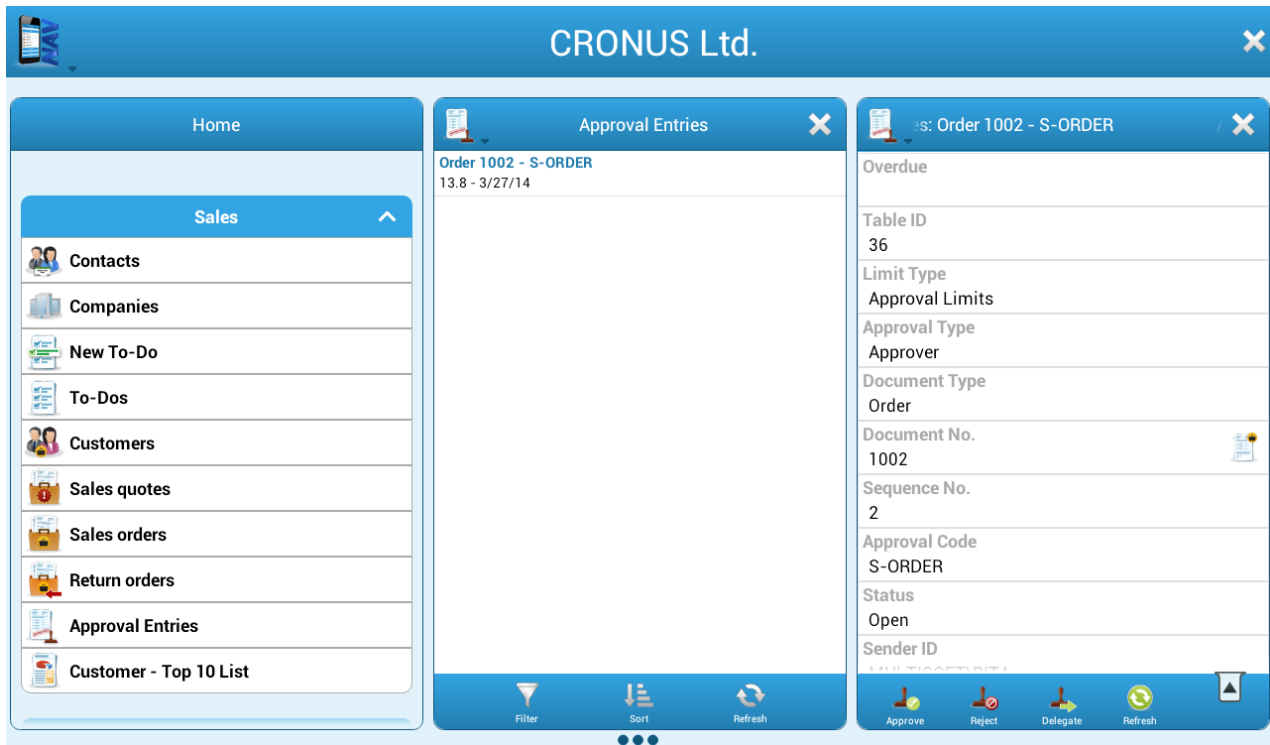 NAV
CRONUS Ltd.
Home
Sales
Contacts
Companies
New To-Do
To-Dos
Customers
Sales quotes
Sales orders
Return orders
Approval Entries
Customer - Top 10 List
Approval Entries
Order 1002 - S-ORDER
13.8 - 3/27/14
Filter
Sort
Refresh
es: Order 1002 - S-ORDER
Overdue
Table ID
36
Limit Type
Approval Limits
Approval Type
Approver
Document Type
Order
Document No.
1002
Sequence No.
2
Approval Code
S-ORDER
Status
Open
Sender ID
Approve
Reject
Delegate
Refresh